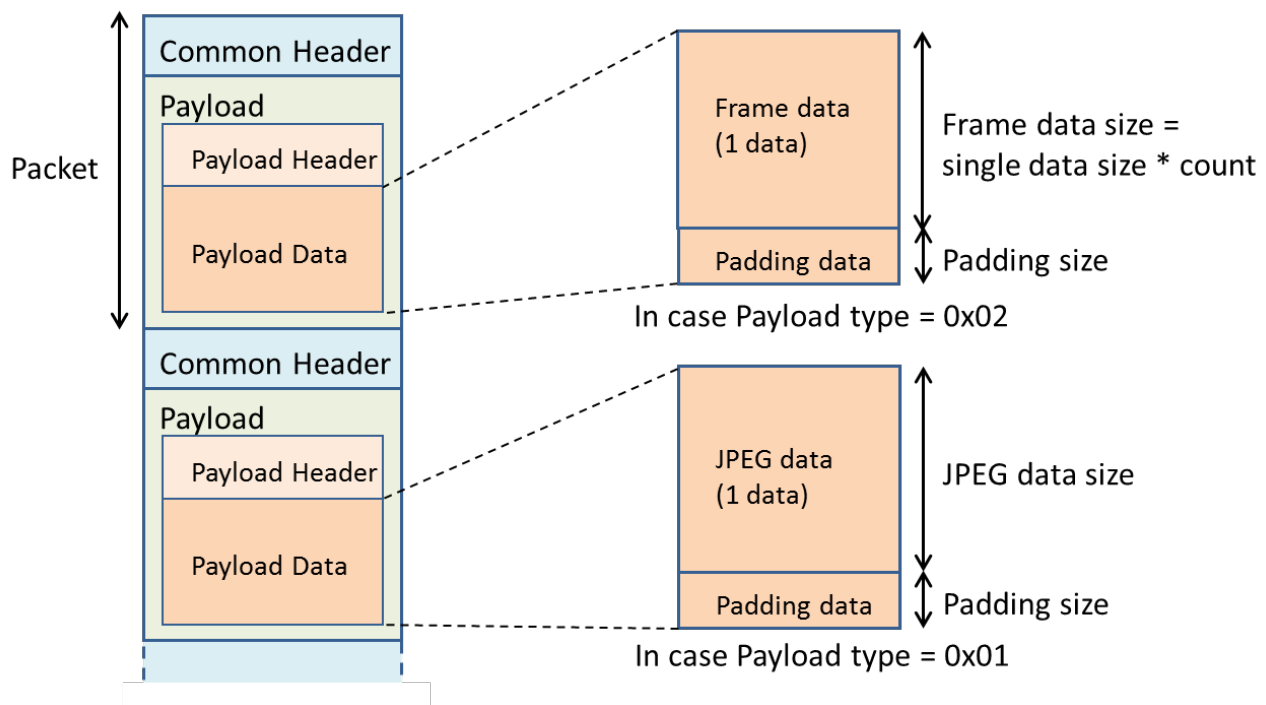 Packet
Common Header
Payload
Payload Header
Payload Data
Common Header
Payload
Payload Header
Payload Data
Frame data
(1 data)
Padding data
Frame data size =
single data size * count
Padding size
In case Payload type = 0x02
JPEG data
(1 data)
Padding data
JPEG data size
Padding size
In case Payload type = 0x01